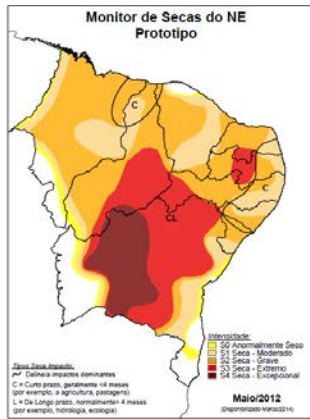 Monitor de Secas do NE
Prototipo
C
C
CL
Intensidade:
S0 Anormalmente Seco
S1 Seca - Moderado
S2 Seca - Grave
S3 Seca - Extremo
S4 Seca - Excepcional
Tipos Seca Impacto:
Delineia impactos dominantes
C = Curto prazo, geralmente <4 meses
(por exemplo, a agricultura, pastagens)
L = De Longo prazo, normalmente> 4 meses
(por exemplo, hidrologia, ecologia)
Maio/2012
(Disponibilizado Marco/2014)